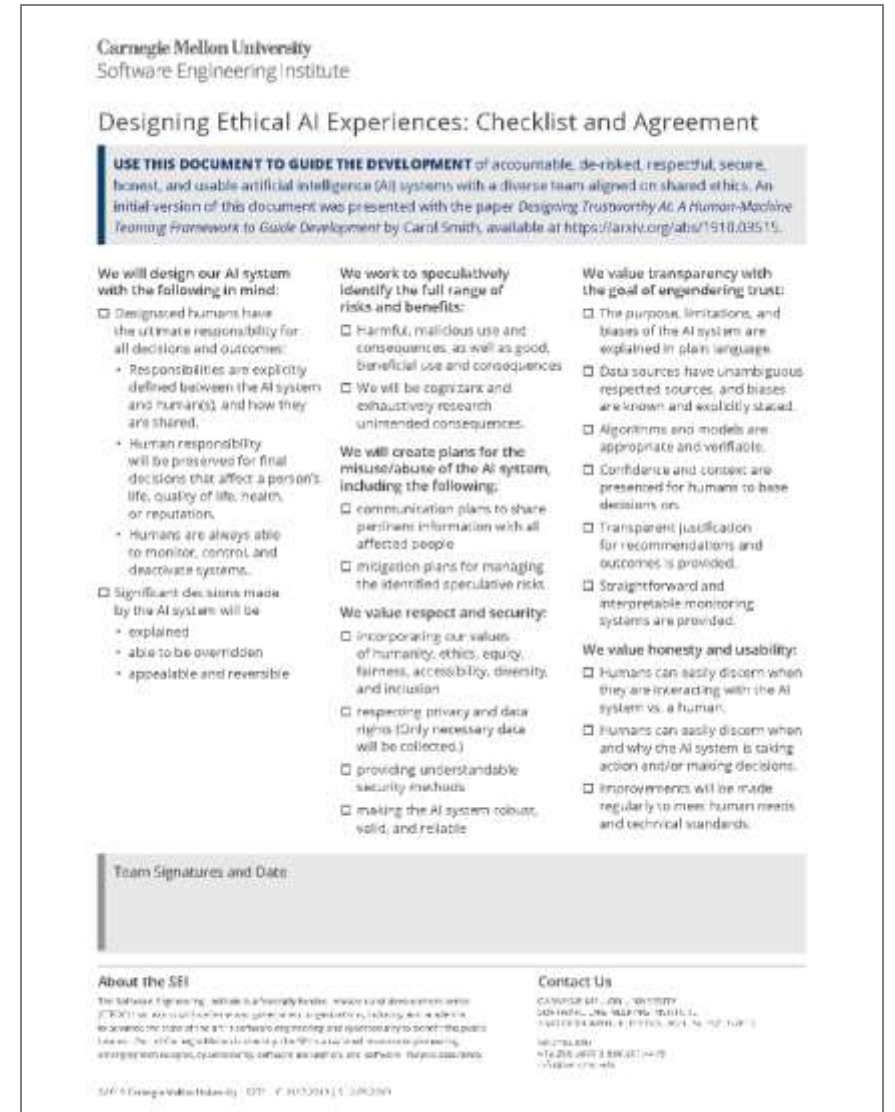 Carnegie Mellon University
Software Engineering Institute
Designing Ethical AI Experiences: Checklist and Agreement
USE THIS DOCUMENT TO GUIDE THE DEVELOPMENT of accountable, de-risked, respectful, secure,
honest, and usable artificial intelligence (AI) systems with a diverse team aligned on shared ethics. An
initial version of this document was presented with the paper Designing Trustworthy AI: A Human-Machine
Teaming Framework to Guide Development by Carol Smith, available at https://arxiv.org/abs/1910.03515.
We will design our AI system
with the following in mind:
☐ Designated humans have
the ultimate responsibility for
all decisions and outcomes:
• Responsibilities are explicitly
defined between the AI system
and human(s), and how they
are shared.
• Human responsibility
will be preserved for final
decisions that affect a person's
life, quality of life, health,
or reputation.
• Humans are always able
to monitor, control, and
deactivate systems.
☐ Significant decisions made
by the AI system will be
• explained
• able to be overridden
• appealable and reversible
We work to speculatively
identify the full range of
risks and benefits:
☐ Harmful, malicious use and
consequences, as well as good,
beneficial use and consequences
☐ We will be cognizant and
exhaustively research
unintended consequences.
We will create plans for the
misuse/abuse of the AI system,
including the following:
☐ communication plans to share
pertinent information with all
affected people
☐ mitigation plans for managing
the identified speculative risks
We value respect and security:
☐ incorporating our values
of humanity, ethics, equity,
fairness, accessibility, diversity,
and inclusion
☐ respecting privacy and data
rights (Only necessary data
will be collected.)
☐ providing understandable
security methods
☐ making the AI system robust,
valid, and reliable
We value transparency with
the goal of engendering trust:
☐ The purpose, limitations, and
biases of the AI system are
explained in plain language.
☐ Data sources have unambiguous
respected sources, and biases
are known and explicitly stated.
☐ Algorithms and models are
appropriate and verifiable.
☐ Confidence and context are
presented for humans to base
decisions on.
☐ Transparent justification
for recommendations and
outcomes is provided.
☐ Straightforward and
interpretable monitoring
systems are provided.
We value honesty and usability:
☐ Humans can easily discern when
they are interacting with the AI
system vs. a human.
☐ Humans can easily discern when
and why the AI system is taking
action and/or making decisions.
☐ Improvements will be made
regularly to meet human needs
and technical standards.
Team Signatures and Date
About the SEI
Contact Us